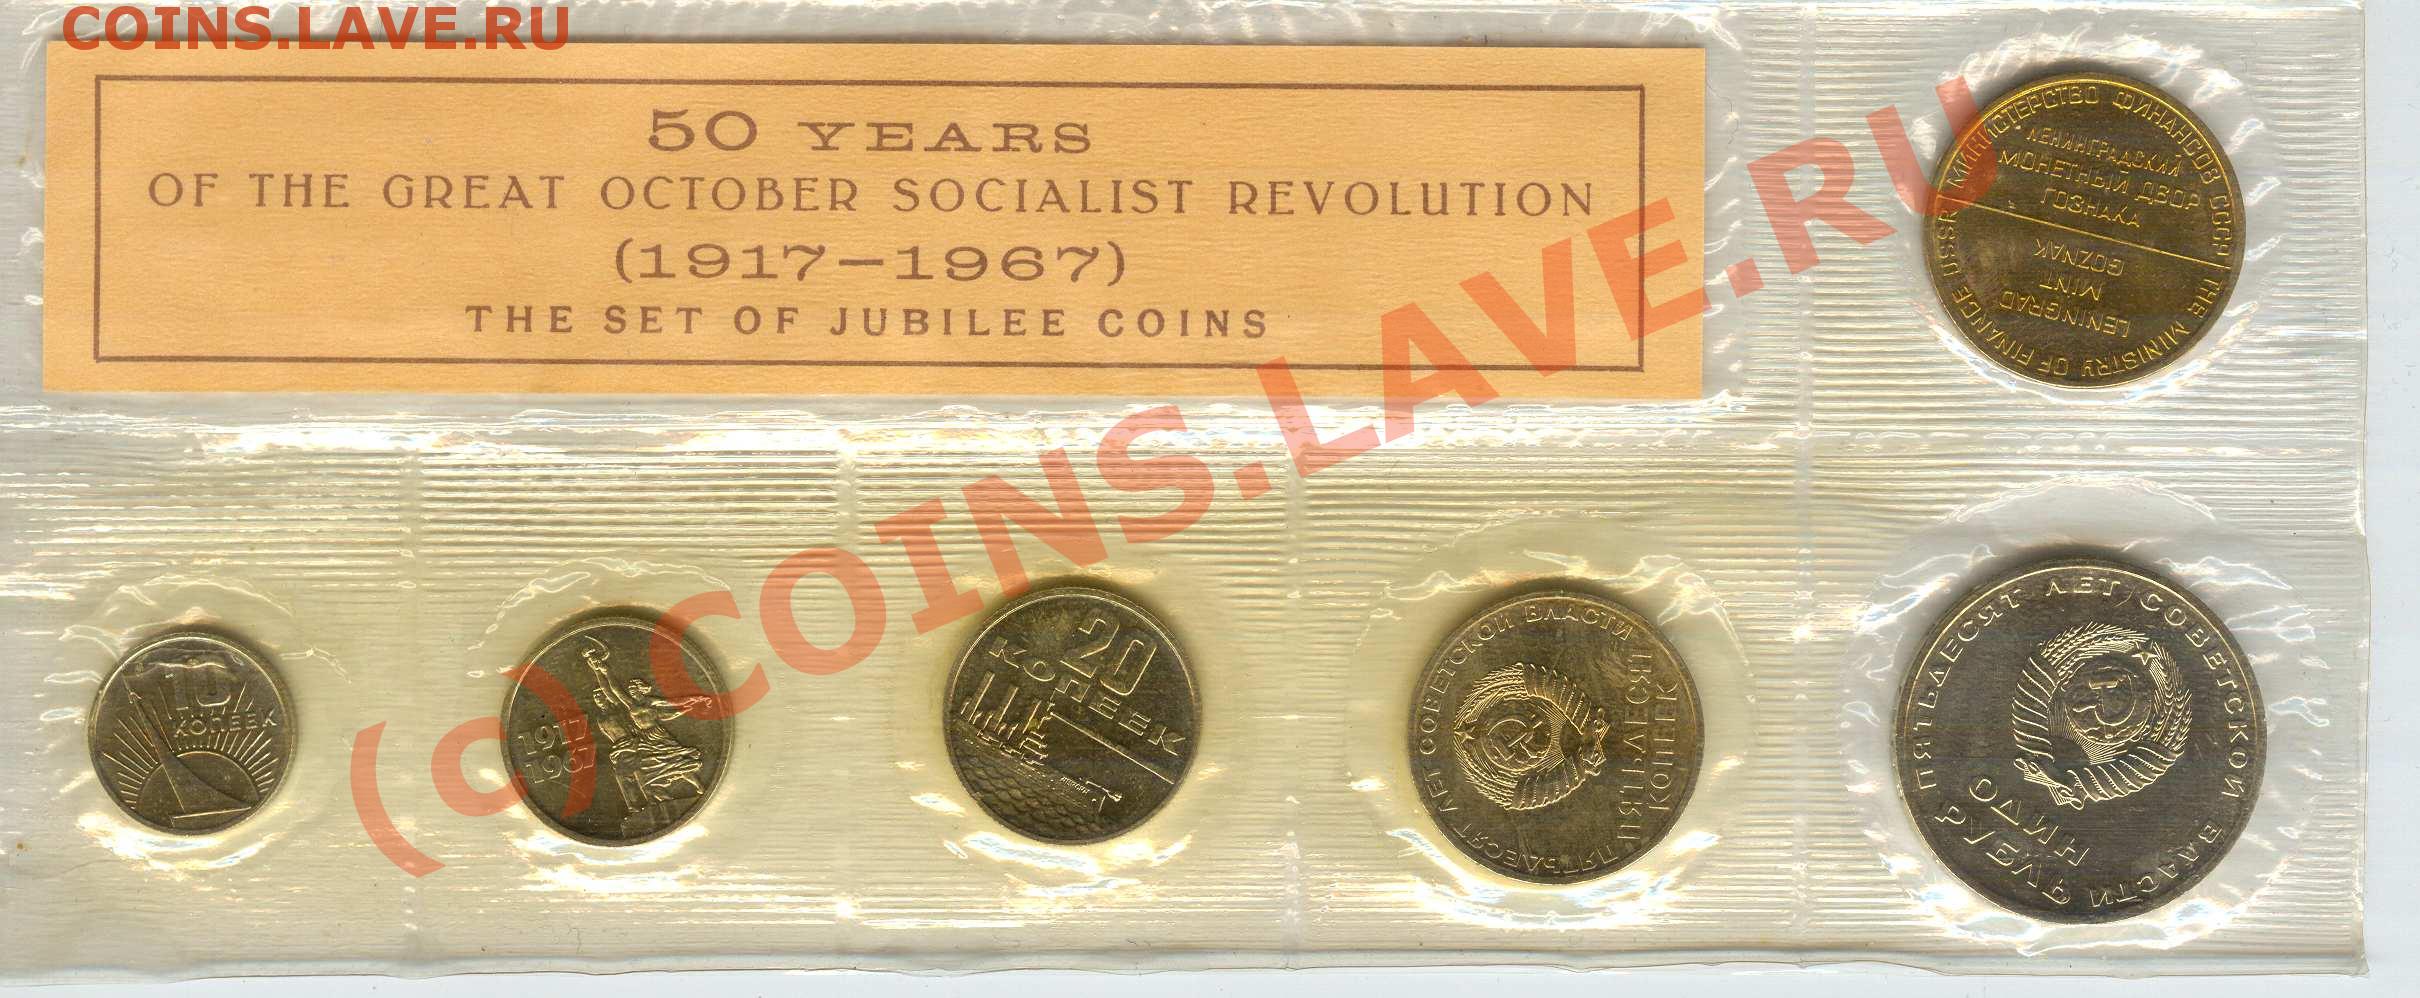 COINS.LAVE.RU
50 YEARS
OF THE GREAT OCTOBER SOCIALIST REVOLUTION
(1917–1967)
THE SET OF JUBILEE COINS
МИНИСТЕРСТВО ФИНАНСОВ СССР
ЛЕНИНГРАДСКИЙ
МОНЕТНЫЙ ДВОР
ГОЗНАКА
LENINGRAD
MINT
GOZNAK
THE MINISTRY OF FINANCE USSR
(c) COINS.LAVE.RU
10
КОПЕЕК
1917
1967
20
КОПЕЕК
ПЯТЬДЕСЯТ ЛЕТ СОВЕТСКОЙ ВЛАСТИ
ПЯТЬДЕСЯТ
КОПЕЕК
ПЯТЬДЕСЯТ ЛЕТ СОВЕТСКОЙ ВЛАСТИ
ОДИН
РУБЛЬ